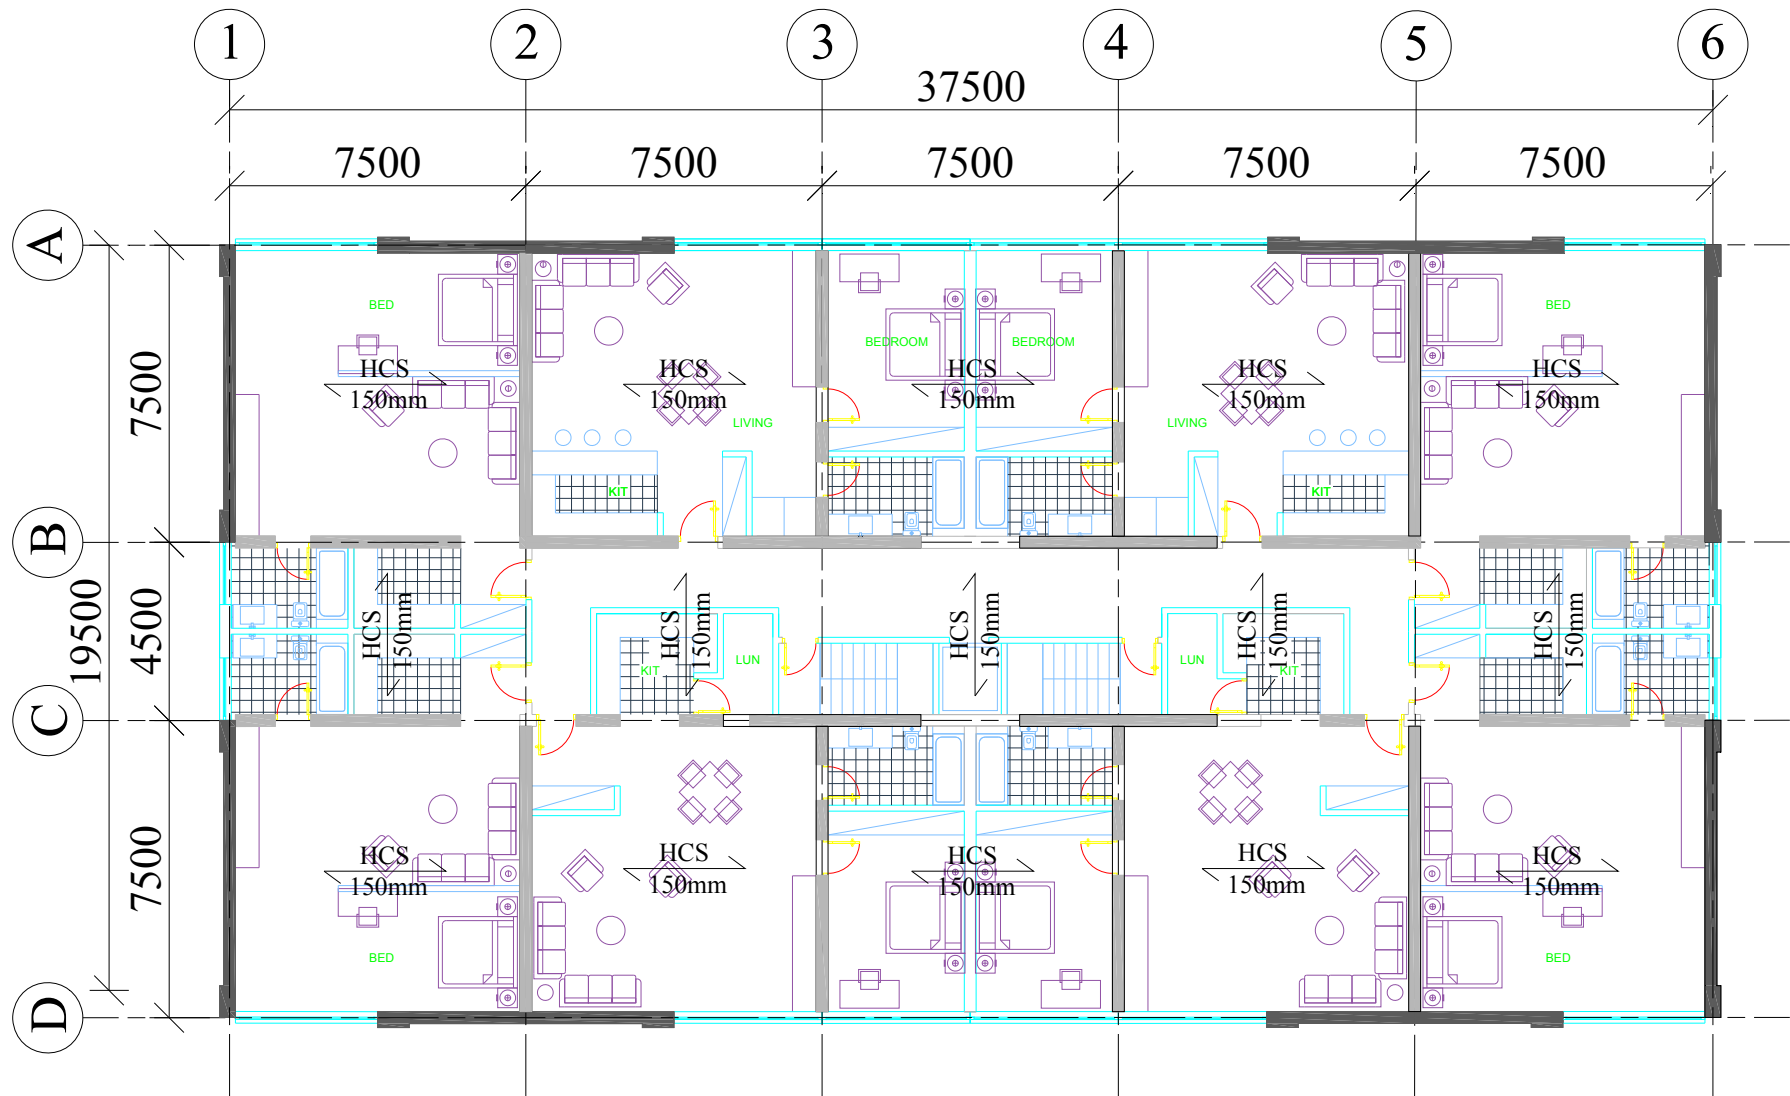 1 2 3 4 5 6
37500
7500 7500 7500 7500 7500
A
BED BED
BEDROOM BEDROOM
HCS HCS HCS HCS HCS
150mm 150mm 150mm 150mm 150mm
7500
LIVING LIVING
KIT KIT
B
19500
4500
HCS 150mm HCS 150mm HCS 150mm HCS 150mm HCS 150mm
KIT LUN LUN KIT
C
HCS HCS HCS HCS HCS
150mm 150mm 150mm 150mm 150mm
7500
BED BED
D